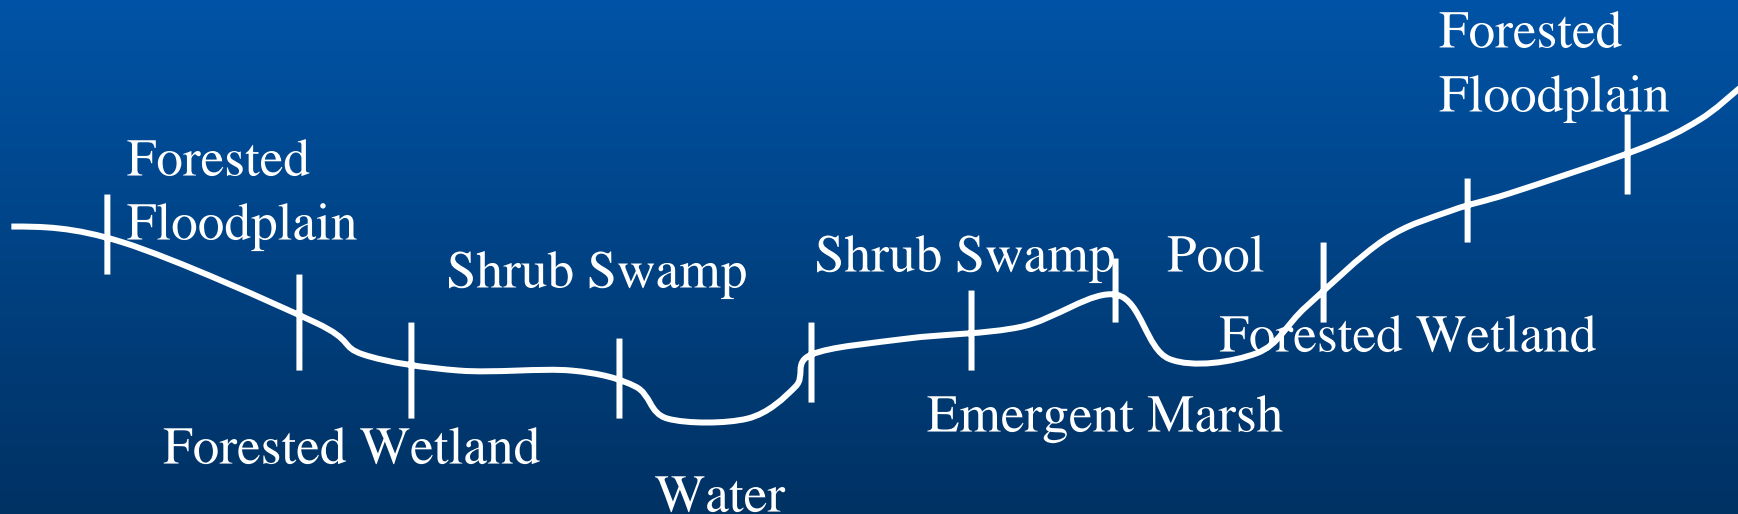 Forested
Floodplain
Forested
Floodplain
Shrub Swamp
Shrub Swamp
Pool
Forested Wetland
Emergent Marsh
Forested Wetland
Water